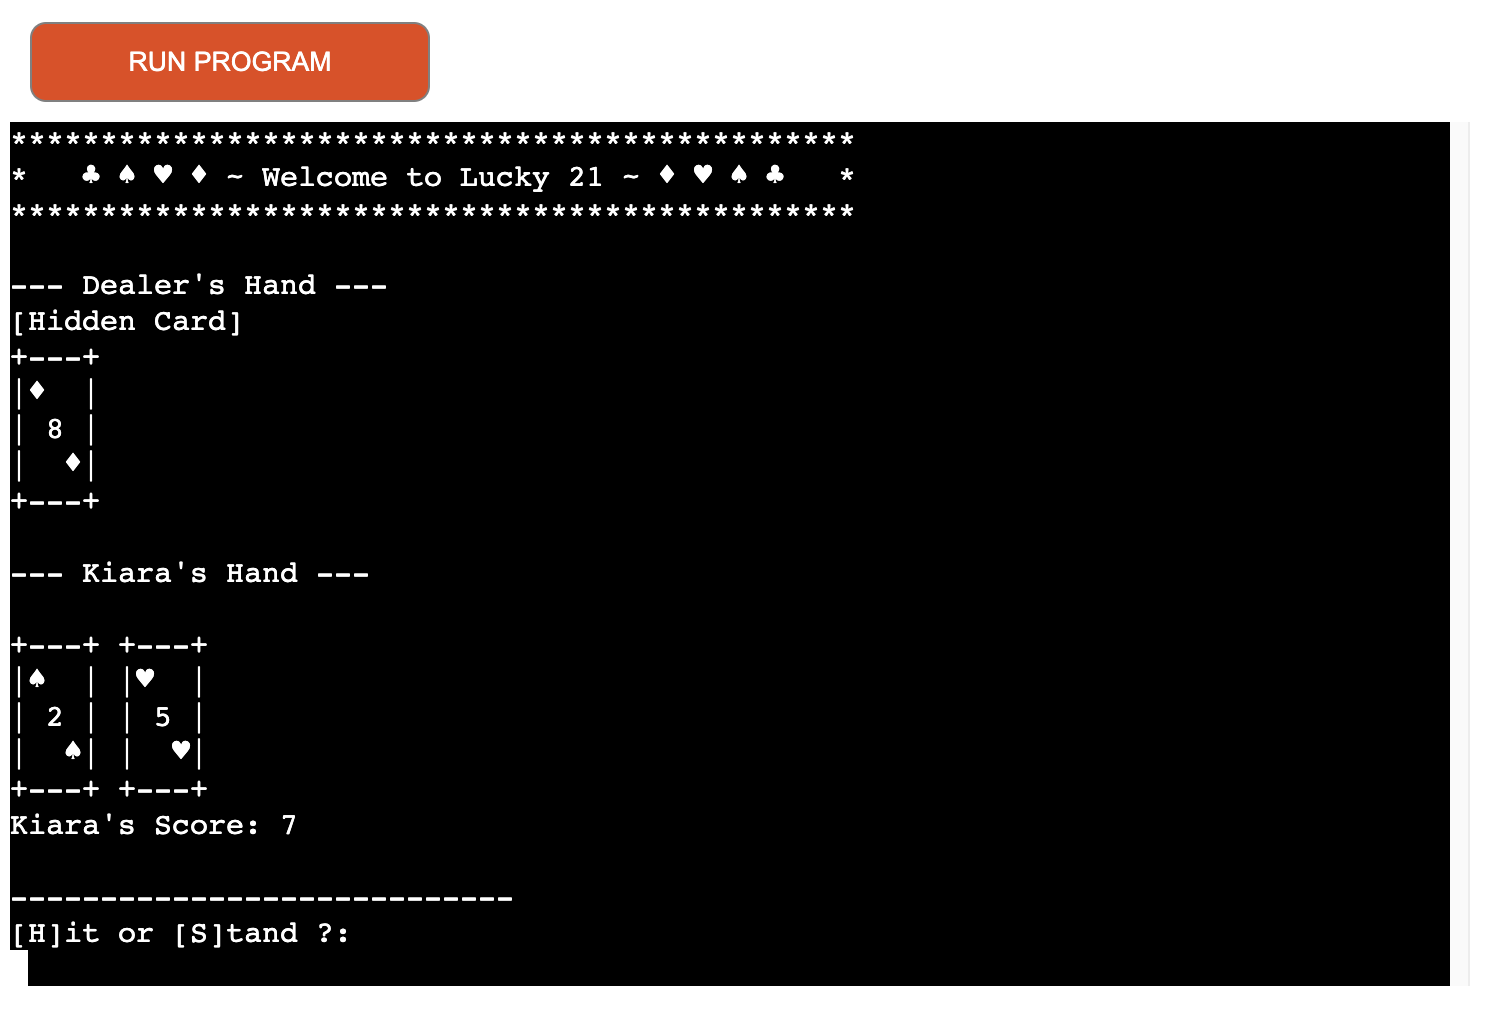 RUN PROGRAM
***********************************************
*   ♣ ♠ ♥ ♦ ~ Welcome to Lucky 21 ~ ♦ ♥ ♠ ♣   *
***********************************************

--- Dealer's Hand ---
[Hidden Card]
+---+
|♦  |
| 8 |
|  ♦|
+---+

--- Kiara's Hand ---

+---+ +---+
|♠  | |♥  |
| 2 | | 5 |
|  ♠| |  ♥|
+---+ +---+
Kiara's Score: 7

----------------------------
[H]it or [S]tand ?: